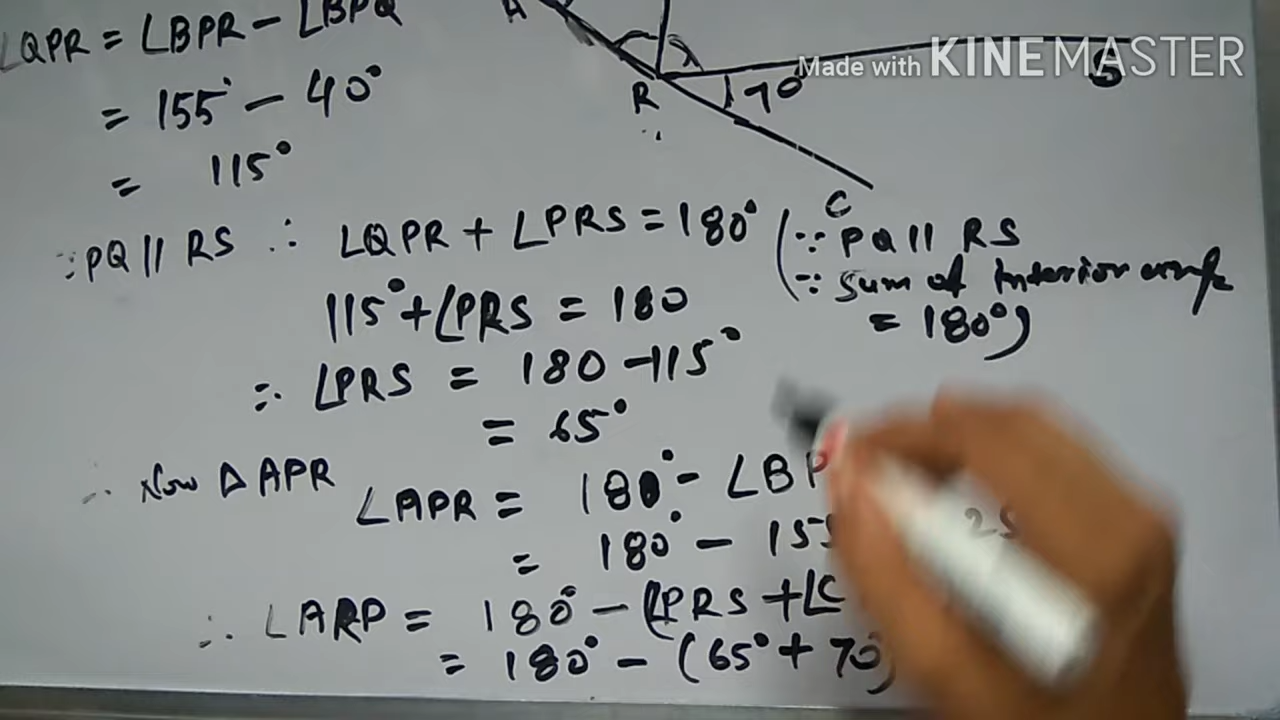 ∠QPR = ∠BPR − ∠BPQ
= 155° − 40°
= 115°
A
R
70°
S
C
Made with KINEMASTER
∵ PQ || RS ∴ ∠QPR + ∠PRS = 180° (∵ PQ || RS
∵ sum of interior
= 180°)
115° + ∠PRS = 180
∴ ∠PRS = 180 − 115°
= 65°
∴ Now Δ APR
∠APR = 180° − ∠BP
= 180° − 155
∴ ∠ARP = 180° − (∠PRS + ∠C
= 180° − (65° + 70°)